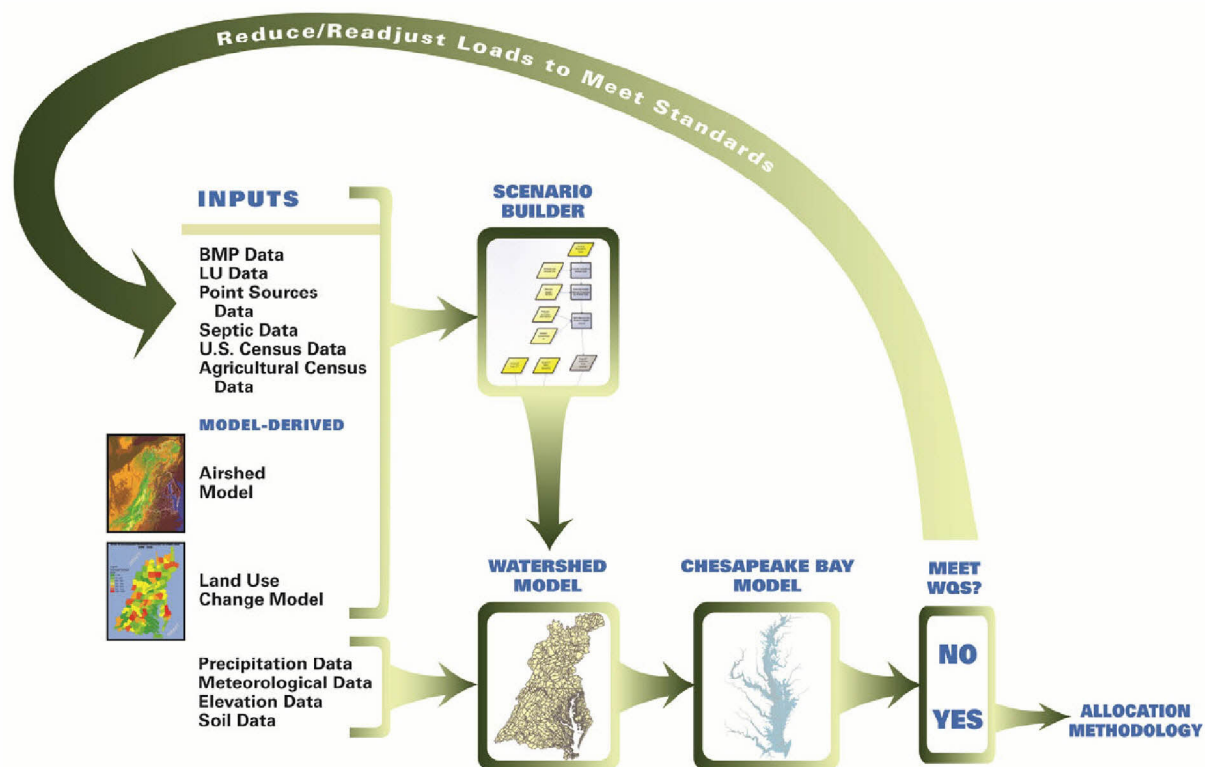 Reduce/Readjust Loads to Meet Standards
INPUTS
BMP Data
LU Data
Point Sources
Data
Septic Data
U.S. Census Data
Agricultural Census
Data
MODEL-DERIVED
Airshed
Model
Land Use
Change Model
Precipitation Data
Meteorological Data
Elevation Data
Soil Data
SCENARIO
BUILDER
WATERSHED
MODEL
CHESAPEAKE BAY
MODEL
MEET
WQS?
NO
YES
ALLOCATION
METHODOLOGY